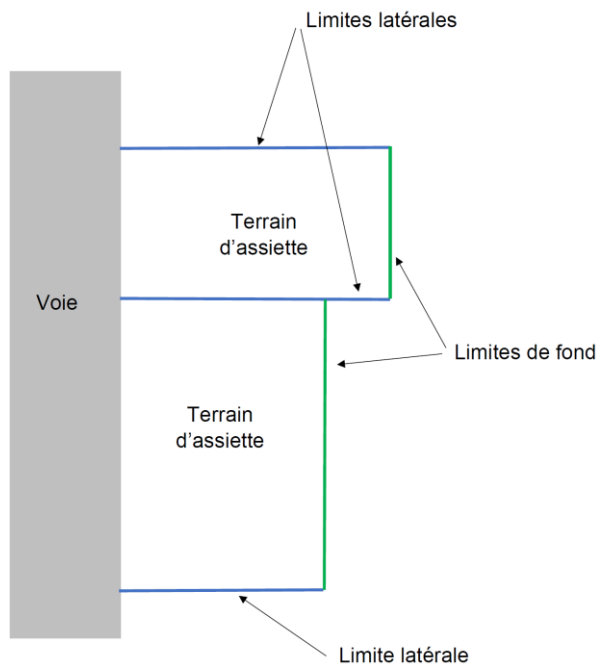 Limites latérales
Terrain
d'assiette
Voie
Limites de fond
Terrain
d'assiette
Limite latérale